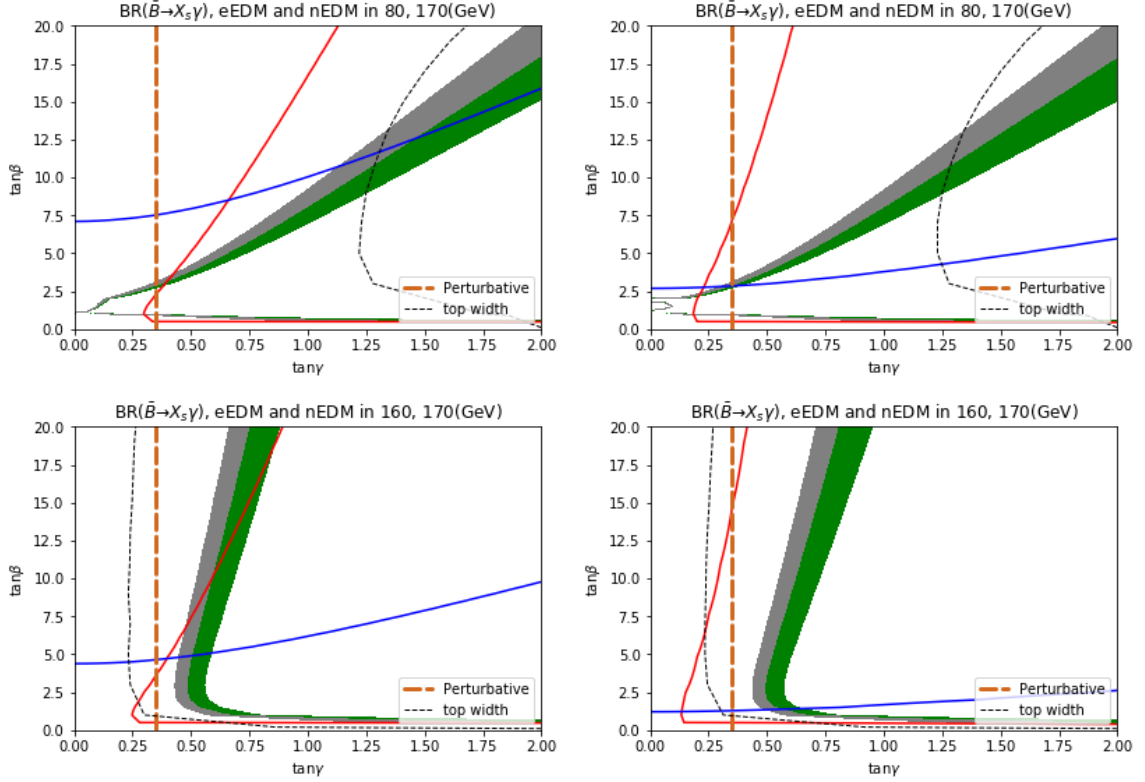 BR(B̄→X_sγ), eEDM and nEDM in 80, 170(GeV)
tanβ
20.0
17.5
15.0
12.5
10.0
7.5
5.0
2.5
0.0
Perturbative
top width
0.00 0.25 0.50 0.75 1.00 1.25 1.50 1.75 2.00
tanγ
BR(B̄→X_sγ), eEDM and nEDM in 80, 170(GeV)
tanβ
20.0
17.5
15.0
12.5
10.0
7.5
5.0
2.5
0.0
Perturbative
top width
0.00 0.25 0.50 0.75 1.00 1.25 1.50 1.75 2.00
tanγ
BR(B̄→X_sγ), eEDM and nEDM in 160, 170(GeV)
tanβ
20.0
17.5
15.0
12.5
10.0
7.5
5.0
2.5
0.0
Perturbative
top width
0.00 0.25 0.50 0.75 1.00 1.25 1.50 1.75 2.00
tanγ
BR(B̄→X_sγ), eEDM and nEDM in 160, 170(GeV)
tanβ
20.0
17.5
15.0
12.5
10.0
7.5
5.0
2.5
0.0
Perturbative
top width
0.00 0.25 0.50 0.75 1.00 1.25 1.50 1.75 2.00
tanγ